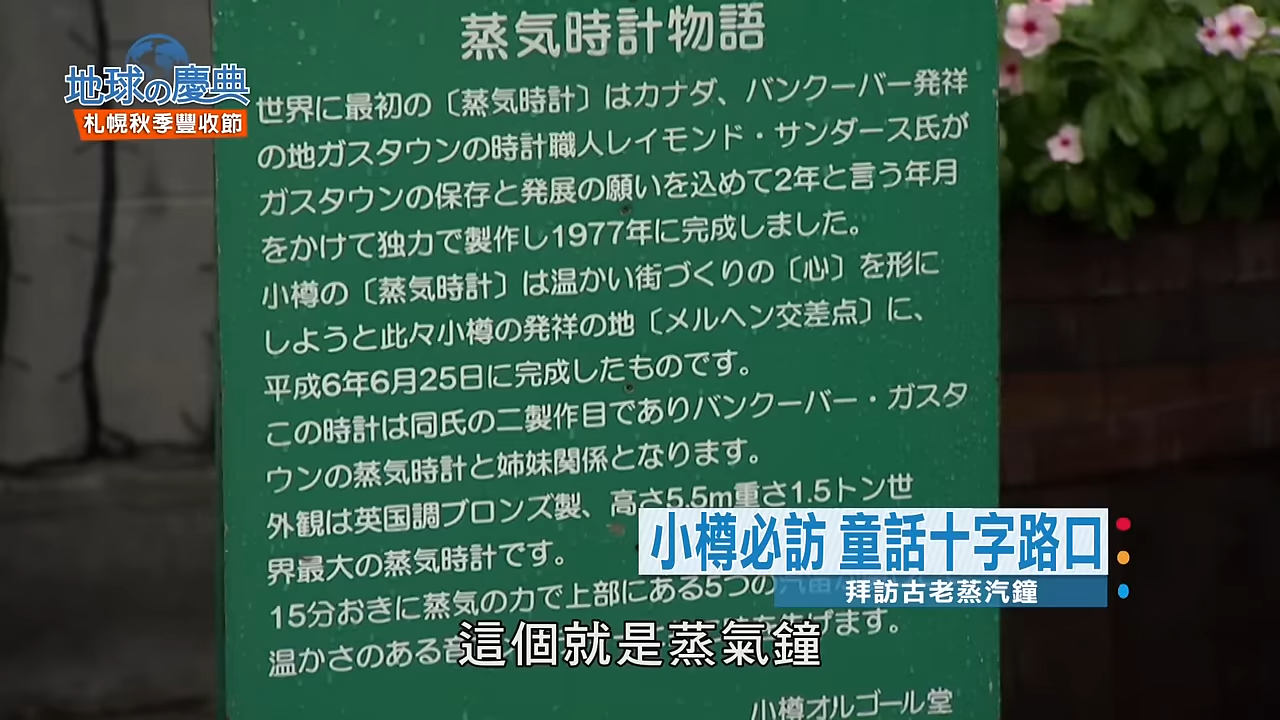 蒸気時計物語
地球の慶典
札幌秋季豐收節
世界に最初の〔蒸気時計〕はカナダ、バンクーバー発祥
の地ガスタウンの時計職人レイモンド・サンダース氏が
ガスタウンの保存と発展の願いを込めて2年と言う年月
をかけて独力で製作し1977年に完成しました。
小樽の〔蒸気時計〕は温かい街づくりの〔心〕を形に
しようと此々小樽の発祥の地〔メルヘン交差点〕に、
平成6年6月25日に完成したものです。
この時計は同氏の二製作目でありバンクーバー・ガスタ
ウンの蒸気時計と姉妹関係となります。
外観は英国調ブロンズ製、高さ5.5m重さ1.5トン世
界最大の蒸気時計です。
15分おきに蒸気の力で上部にある5つの
温かさのある
げます。
小樽オルゴール堂
小樽必訪 童話十字路口
拜訪古老蒸汽鐘
這個就是蒸氣鐘